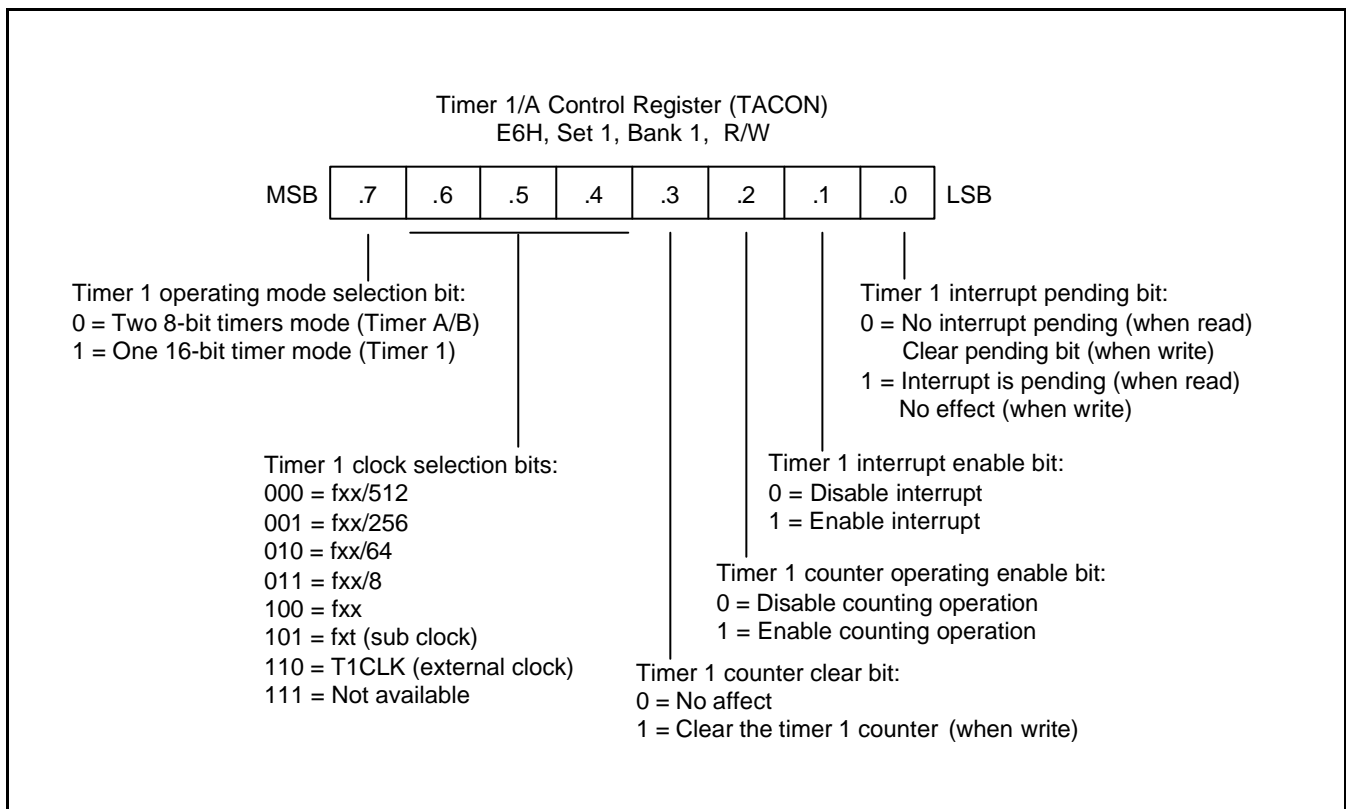 Timer 1/A Control Register (TACON)
E6H, Set 1, Bank 1, R/W
MSB .7 .6 .5 .4 .3 .2 .1 .0 LSB
Timer 1 operating mode selection bit:
0 = Two 8-bit timers mode (Timer A/B)
1 = One 16-bit timer mode (Timer 1)
Timer 1 interrupt pending bit:
0 = No interrupt pending (when read)
Clear pending bit (when write)
1 = Interrupt is pending (when read)
No effect (when write)
Timer 1 clock selection bits:
000 = fxx/512
001 = fxx/256
010 = fxx/64
011 = fxx/8
100 = fxx
101 = fxt (sub clock)
110 = T1CLK (external clock)
111 = Not available
Timer 1 interrupt enable bit:
0 = Disable interrupt
1 = Enable interrupt
Timer 1 counter operating enable bit:
0 = Disable counting operation
1 = Enable counting operation
Timer 1 counter clear bit:
0 = No affect
1 = Clear the timer 1 counter (when write)